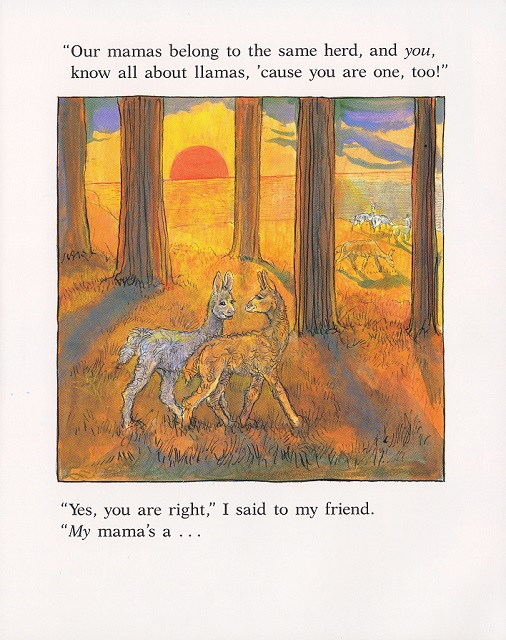 “Our mamas belong to the same herd, and you,
know all about llamas, ’cause you are one, too!”
“Yes, you are right,” I said to my friend.
“My mama’s a . . .